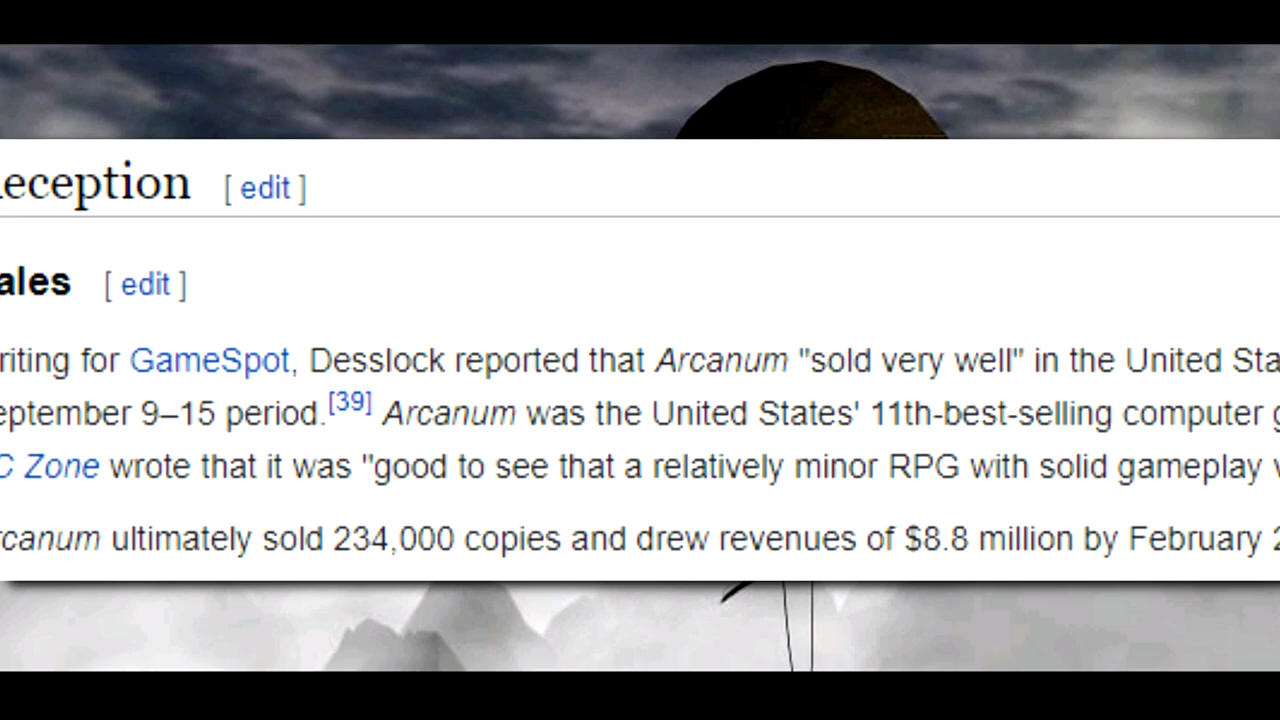 eception [ edit ]
ales [ edit ]
riting for GameSpot, Desslock reported that Arcanum "sold very well" in the United Sta
eptember 9–15 period.[39] Arcanum was the United States' 11th-best-selling computer g
C Zone wrote that it was "good to see that a relatively minor RPG with solid gameplay
rcanum ultimately sold 234,000 copies and drew revenues of $8.8 million by February 2